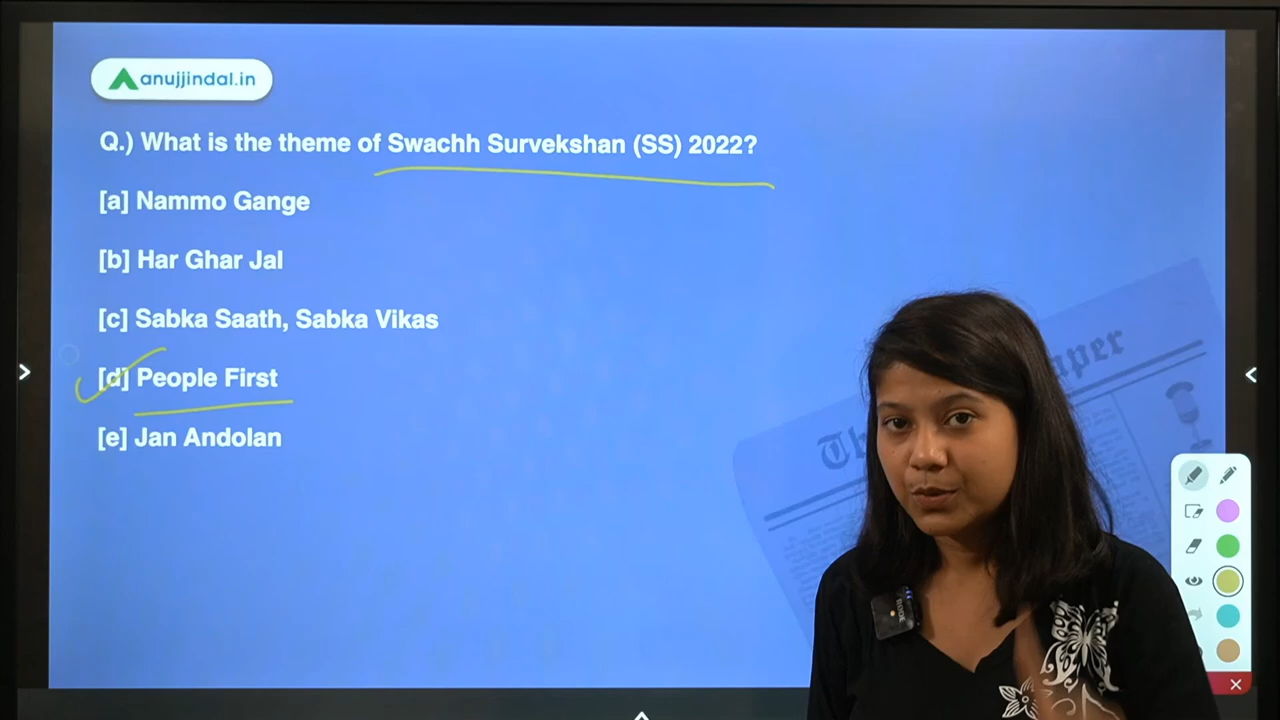 anujjindal.in
Q.) What is the theme of Swachh Survekshan (SS) 2022?
[a] Nammo Gange
[b] Har Ghar Jal
[c] Sabka Saath, Sabka Vikas
[d] People First
[e] Jan Andolan